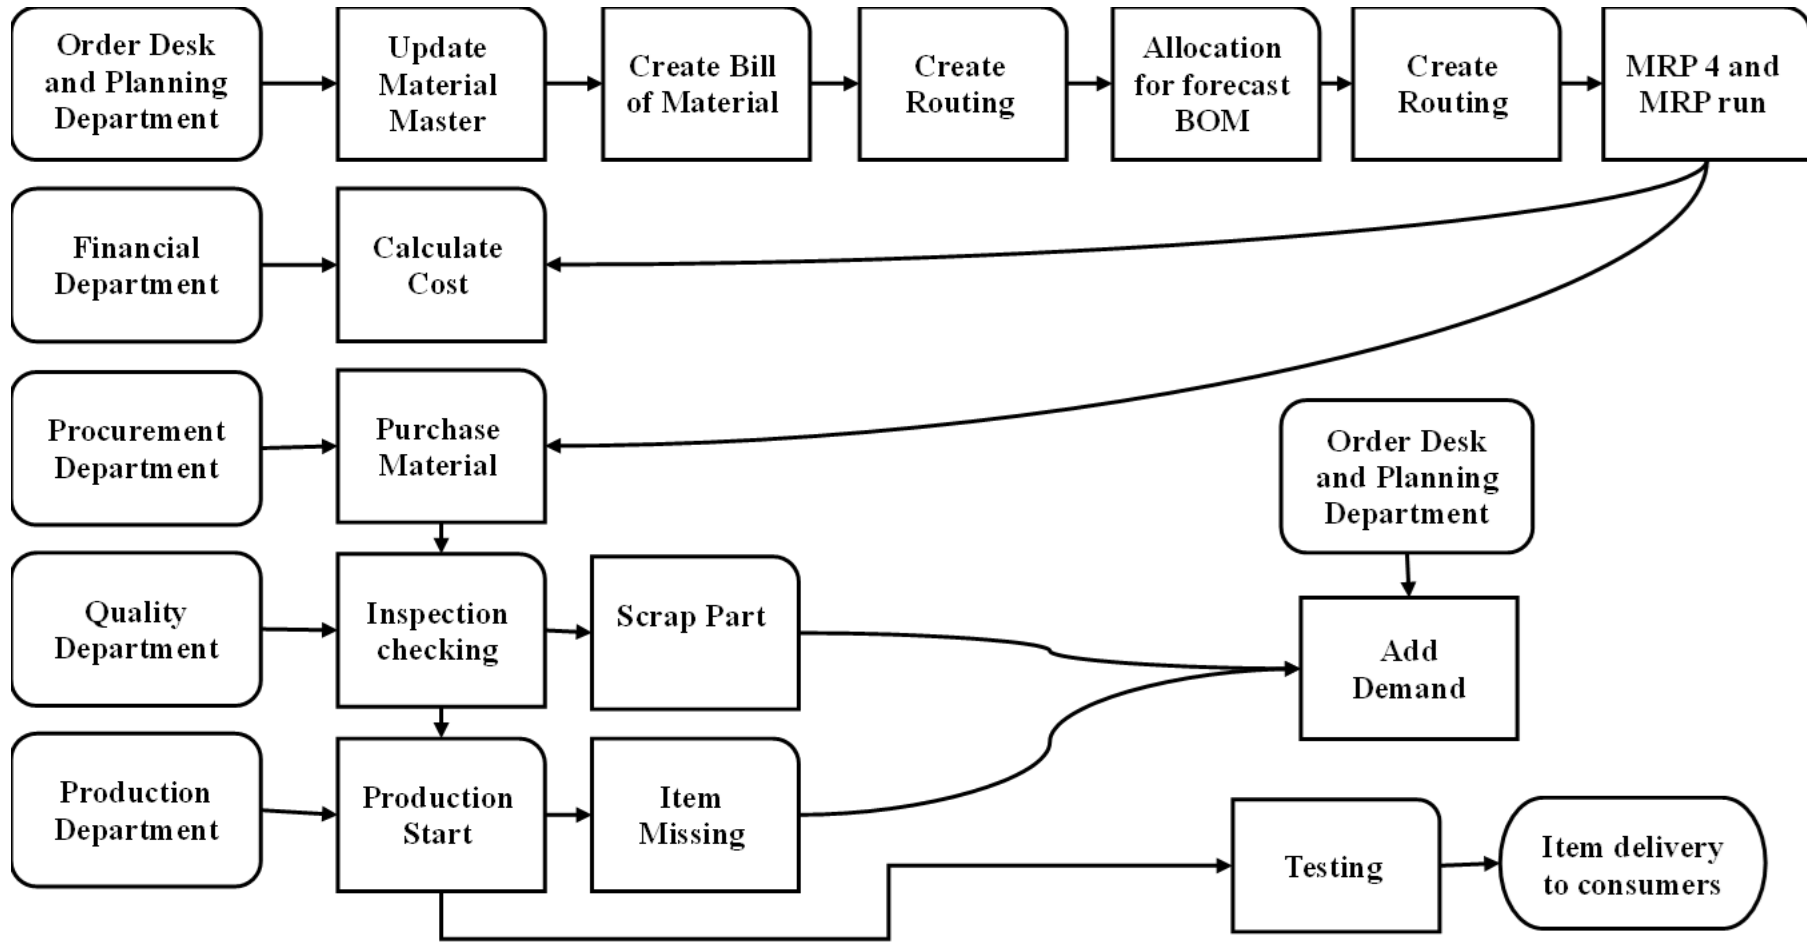 Order Desk
and Planning
Department
Update
Material
Master
Create Bill
of Material
Create
Routing
Allocation
for forecast
BOM
Create
Routing
MRP 4 and
MRP run
Financial
Department
Calculate
Cost
Procurement
Department
Purchase
Material
Order Desk
and Planning
Department
Quality
Department
Inspection
checking
Scrap Part
Add
Demand
Production
Department
Production
Start
Item
Missing
Testing
Item delivery
to consumers